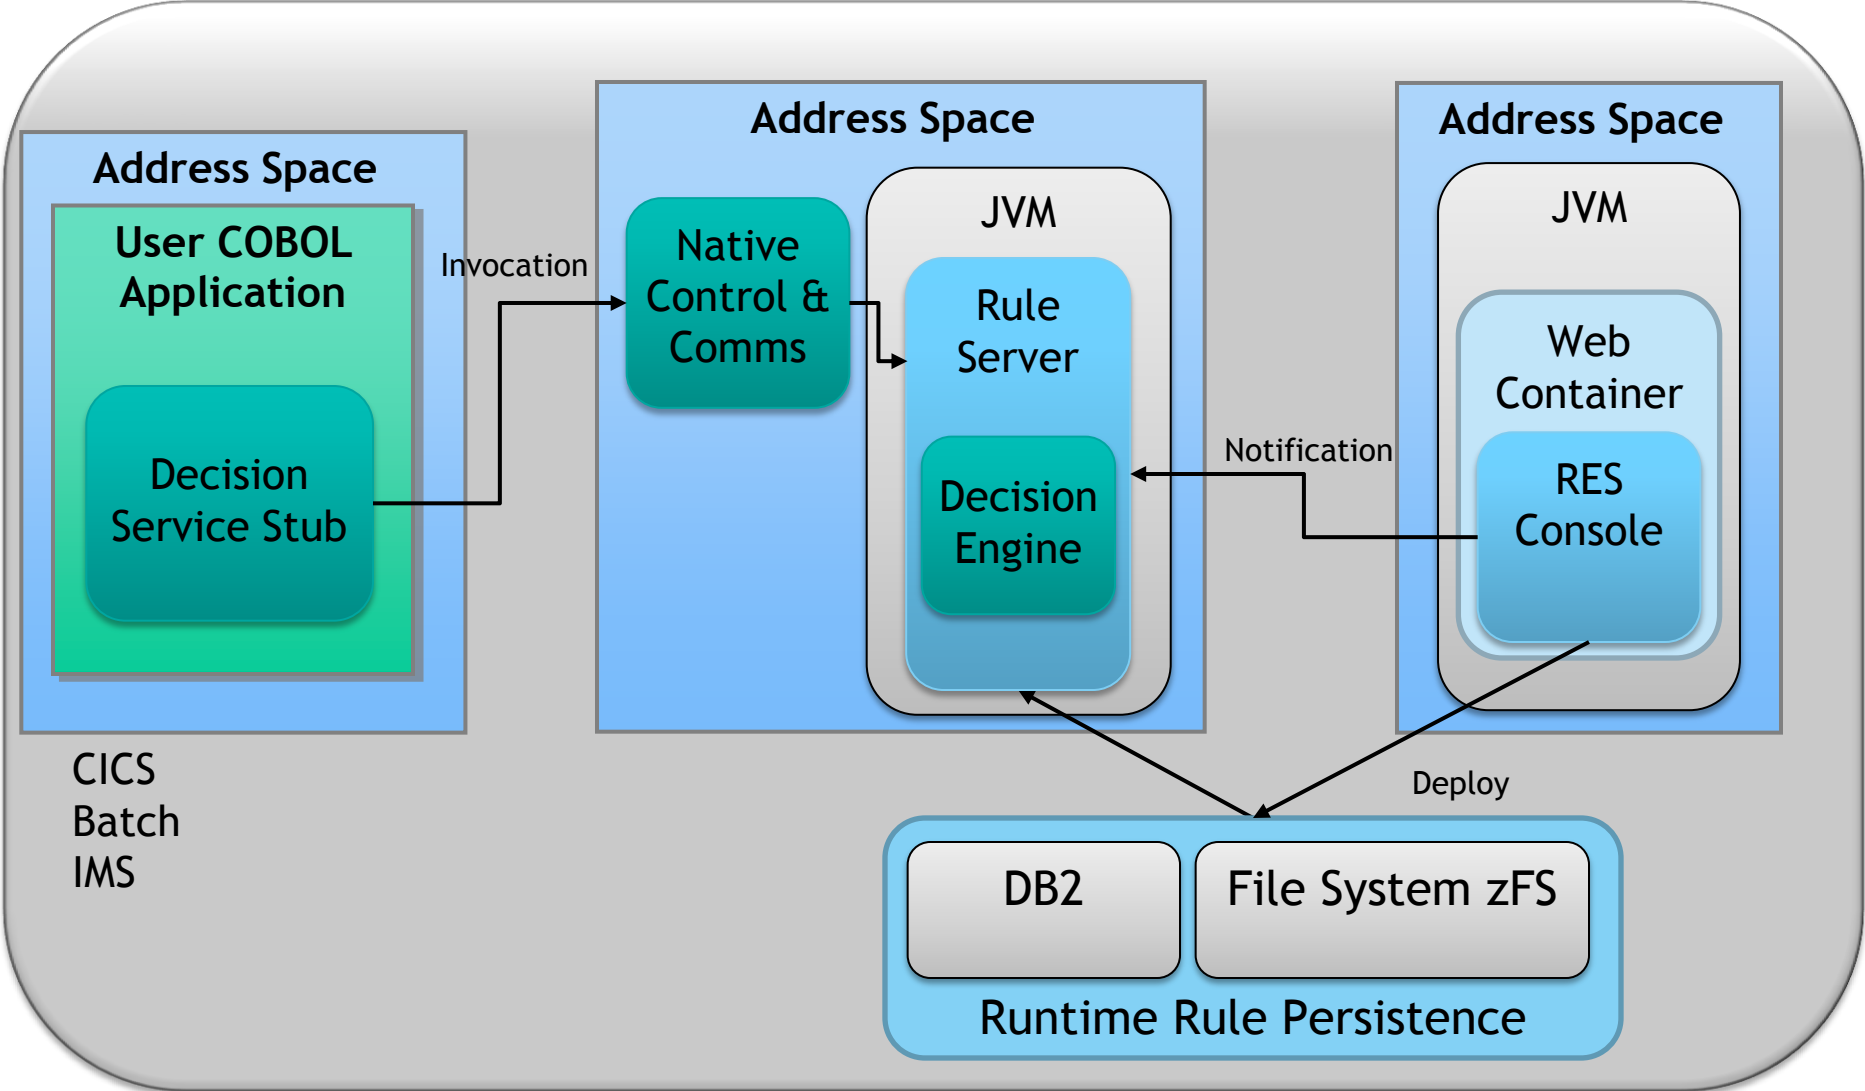 Address Space
User COBOL
Application
Decision
Service Stub
CICS
Batch
IMS
Invocation
Address Space
Native
Control &
Comms
JVM
Rule
Server
Decision
Engine
Notification
Address Space
JVM
Web
Container
RES
Console
Deploy
DB2
File System zFS
Runtime Rule Persistence